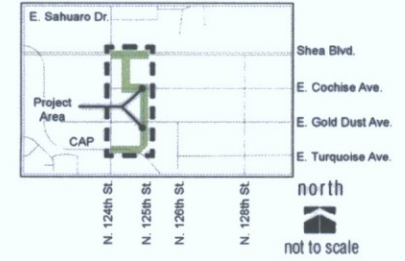 E. Sahuaro Dr.
Shea Blvd.
E. Cochise Ave.
Project
Area
E. Gold Dust Ave.
CAP
E. Turquoise Ave.
N. 124th St.
N. 125th St.
N. 126th St.
N. 128th St.
north
not to scale